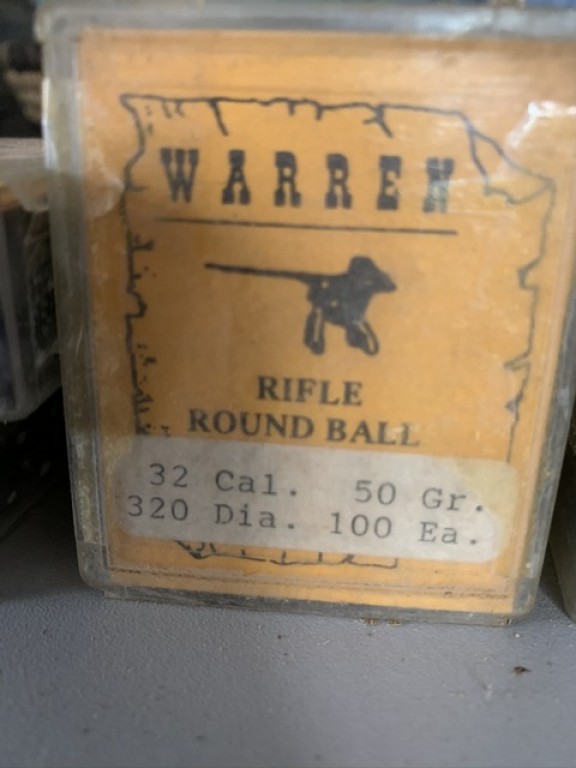 WARREN
RIFLE
ROUND BALL
32 Cal. 50 Gr.
320 Dia. 100 Ea.